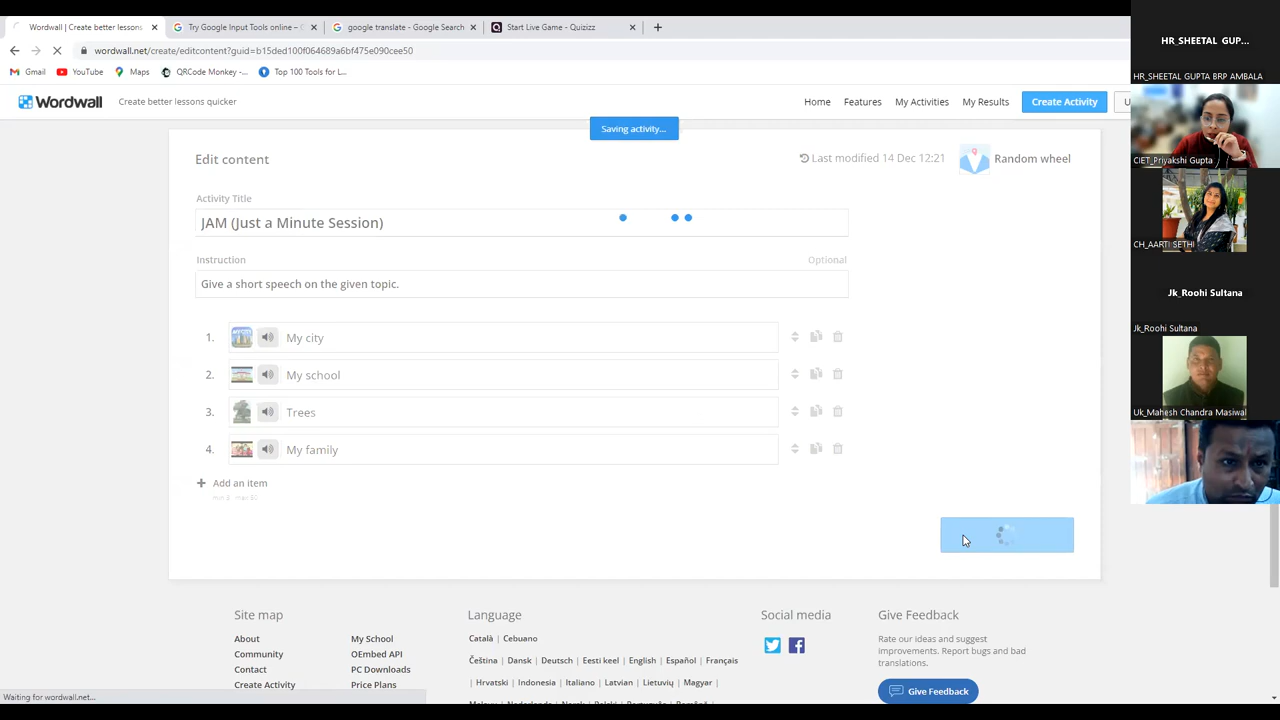 Wordwall | Create better lessons
Try Google Input Tools online – G
google translate - Google Search
Start Live Game - Quizizz
wordwall.net/create/editcontent?guid=b15ded100f064689a6bf475e090cee50
Gmail
YouTube
Maps
QRCode Monkey -...
Top 100 Tools for L...
Wordwall
Create better lessons quicker
Home
Features
My Activities
My Results
Create Activity
U
Saving activity...
Edit content
Last modified 14 Dec 12:21
Random wheel
Activity Title
JAM (Just a Minute Session)
Instruction
Optional
Give a short speech on the given topic.
1. My city
2. My school
3. Trees
4. My family
+ Add an item
Site map
About
Community
Contact
Create Activity
My School
OEmbed API
PC Downloads
Price Plans
Language
Català | Cebuano
Čeština | Dansk | Deutsch | Eesti keel | English | Español | Français
| Hrvatski | Indonesia | Italiano | Latvian | Lietuvių | Magyar |
Social media
Give Feedback
Rate our ideas and suggest
improvements. Report bugs and bad
translations.
Give Feedback
Waiting for wordwall.net...
HR_SHEETAL GUP...
HR_SHEETAL GUPTA BRP AMBALA
CIET_Priyakshi Gupta
CH_AARTI SETHI
Jk_Roohi Sultana
Jk_Roohi Sultana
Uk_Mahesh Chandra Masiwal